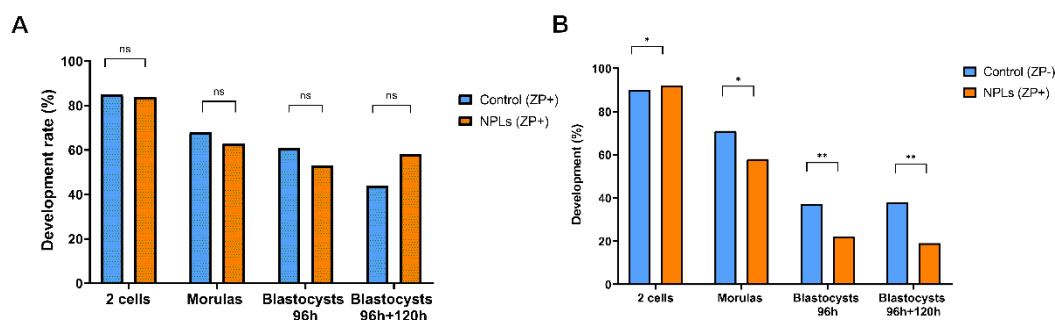 A
Development rate (%)
100
80
60
40
20
0
ns
ns
ns
ns
Control (ZP+)
NPLs (ZP+)
2 cells
Morulas
Blastocysts
96h
Blastocysts
96h+120h
B
Development (%)
100
80
60
40
20
0
*
*
**
**
Control (ZP-)
NPLs (ZP+)
2 cells
Morulas
Blastocysts
96h
Blastocysts
96h+120h